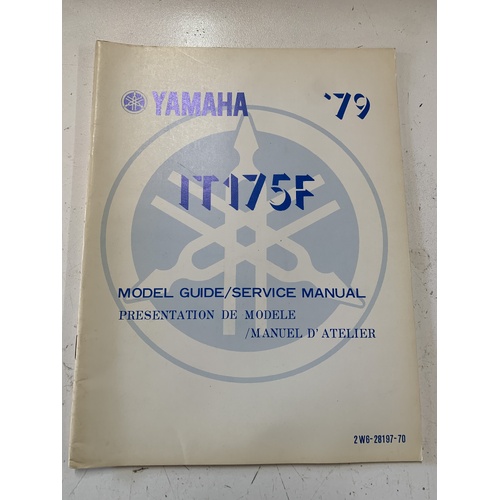 YAMAHA '79
IT175F
MODEL GUIDE/SERVICE MANUAL
PRESENTATION DE MODELE
/MANUEL D'ATELIER
2W6-28197-70